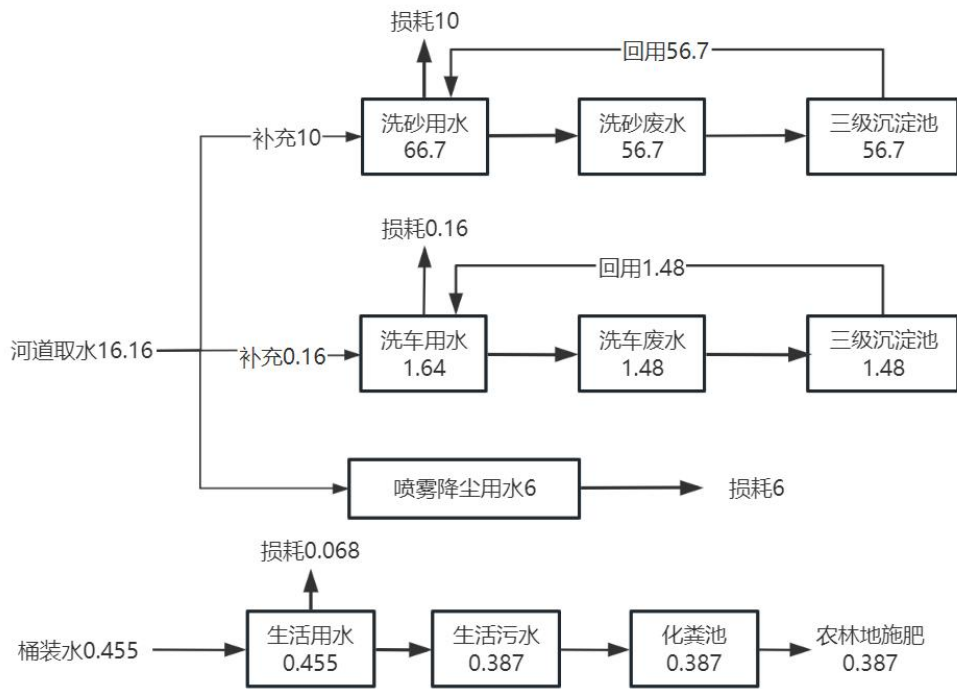 损耗10
回用56.7
补充10
洗砂用水
66.7
洗砂废水
56.7
三级沉淀池
56.7
损耗0.16
回用1.48
河道取水16.16
补充0.16
洗车用水
1.64
洗车废水
1.48
三级沉淀池
1.48
喷雾降尘用水6
损耗6
损耗0.068
桶装水0.455
生活用水
0.455
生活污水
0.387
化粪池
0.387
农林地施肥
0.387